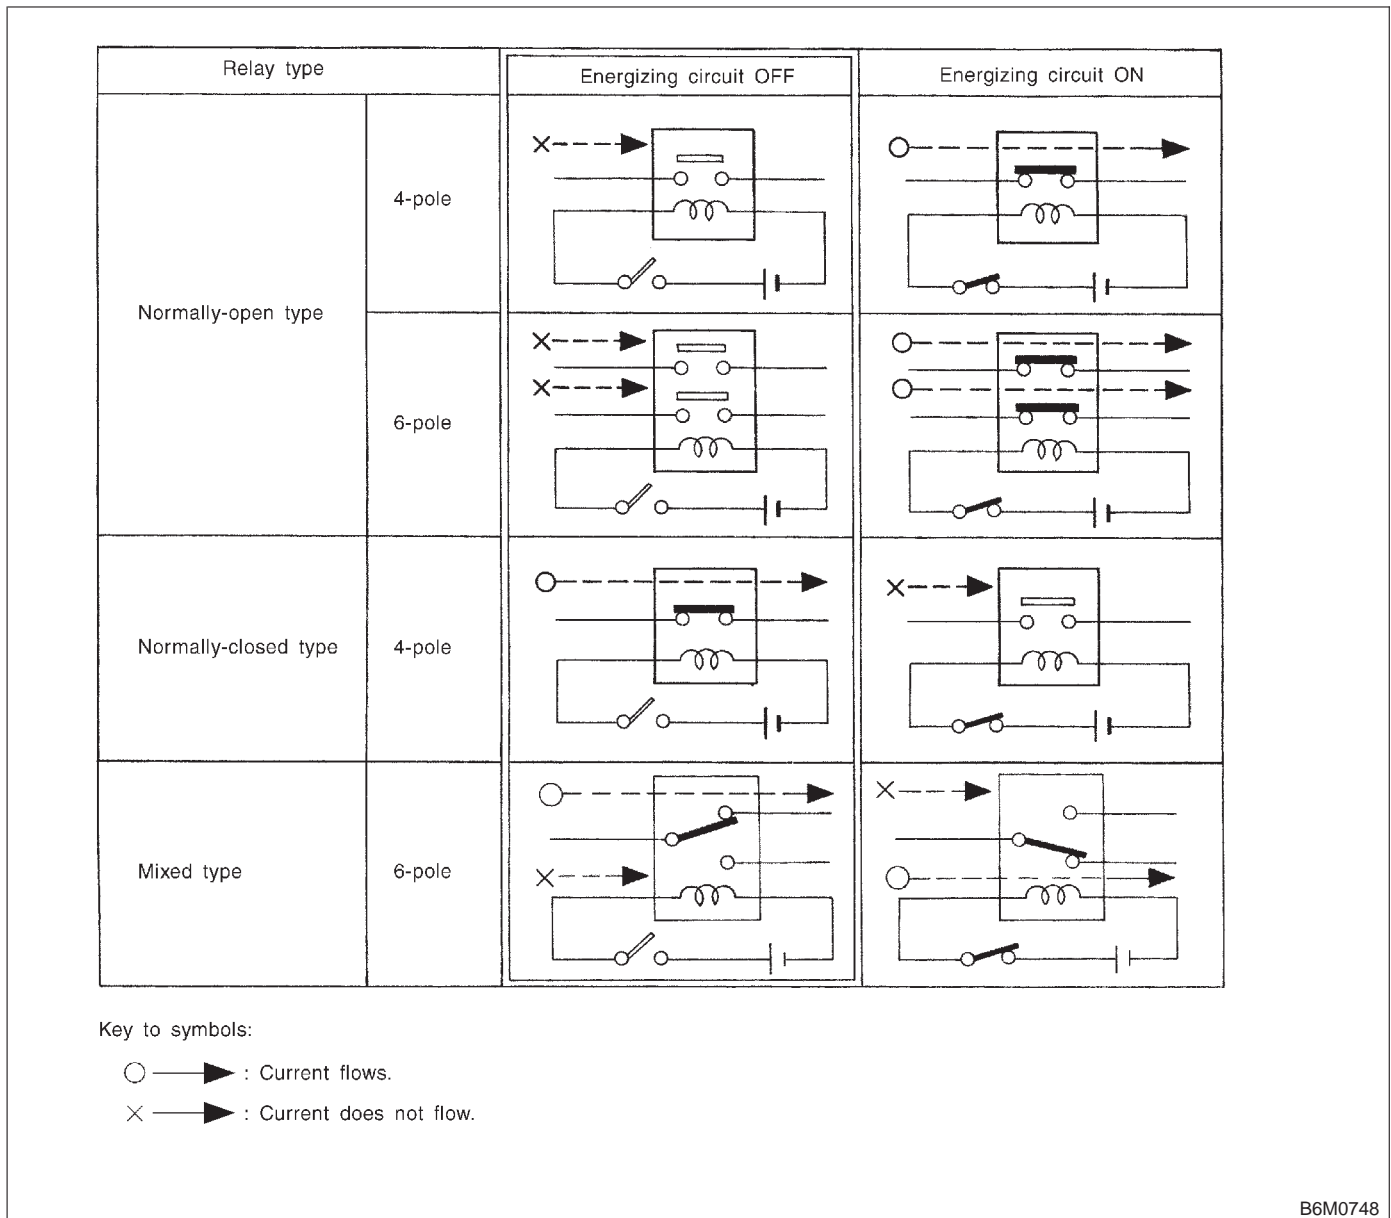 Relay type
Energizing circuit OFF
Energizing circuit ON
Normally-open type
4-pole
6-pole
Normally-closed type
4-pole
Mixed type
6-pole
Key to symbols:
: Current flows.
: Current does not flow.
B6M0748